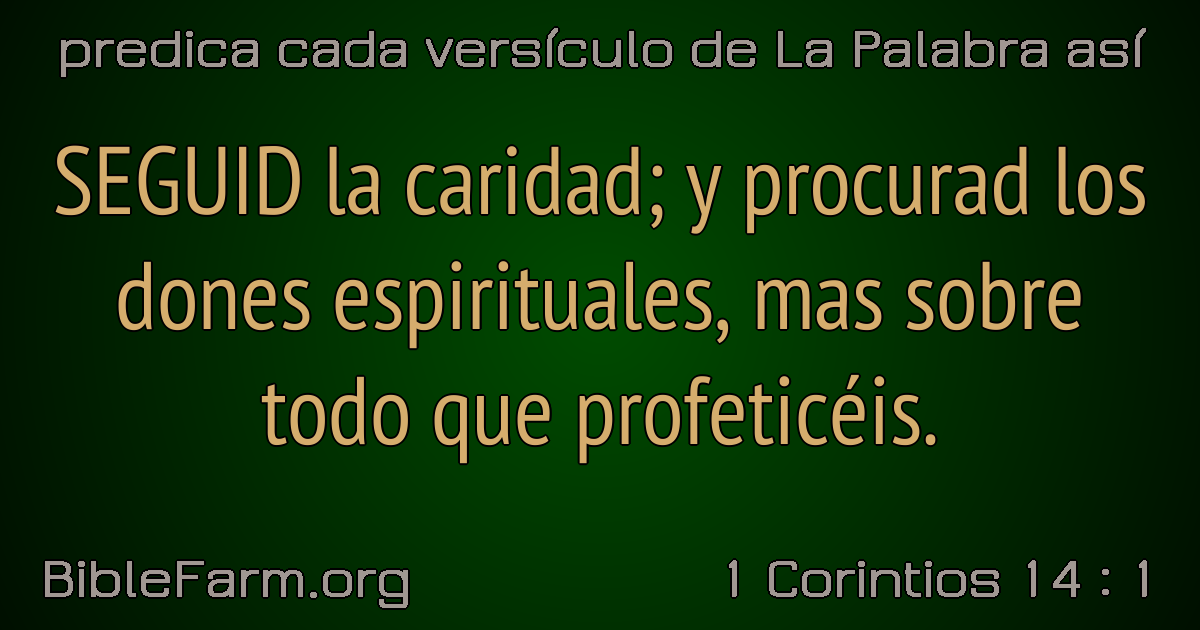 predica cada versículo de La Palabra así
SEGUID la caridad; y procurad los
dones espirituales, mas sobre
todo que profeticéis.
BibleFarm.org
1 Corintios 14 : 1